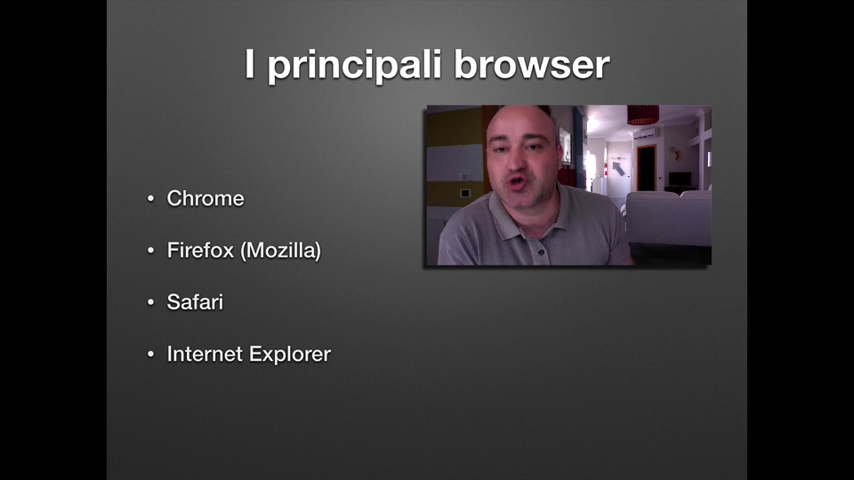 I principali browser
• Chrome
• Firefox (Mozilla)
• Safari
• Internet Explorer